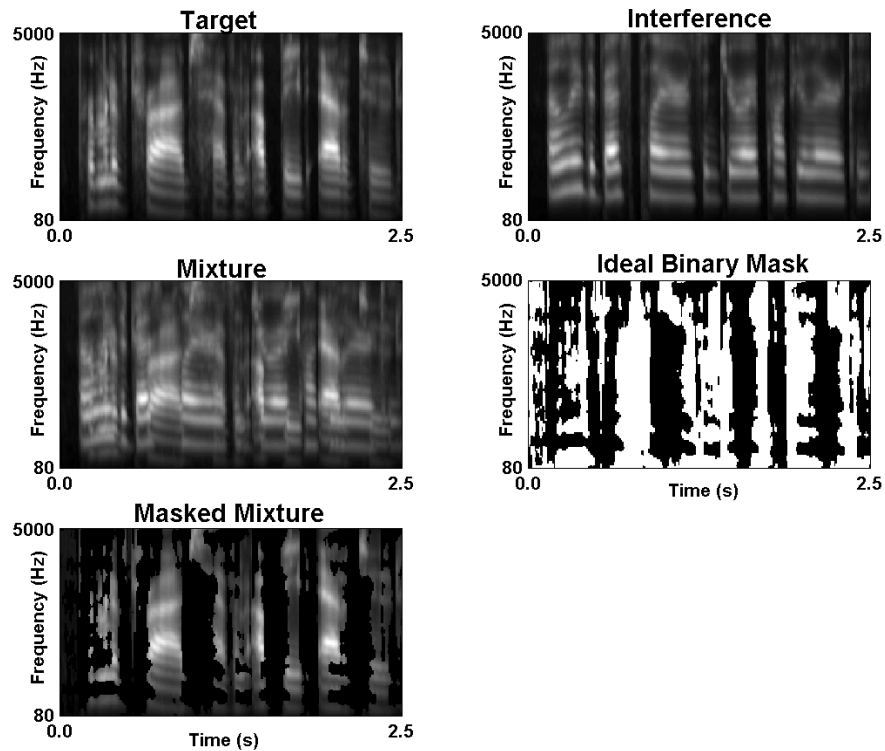 Target
5000
Frequency (Hz)
80
0.0
2.5
Interference
5000
Frequency (Hz)
80
0.0
2.5
Mixture
5000
Frequency (Hz)
80
0.0
2.5
Ideal Binary Mask
5000
Frequency (Hz)
80
0.0
2.5
Time (s)
Masked Mixture
5000
Frequency (Hz)
80
0.0
2.5
Time (s)